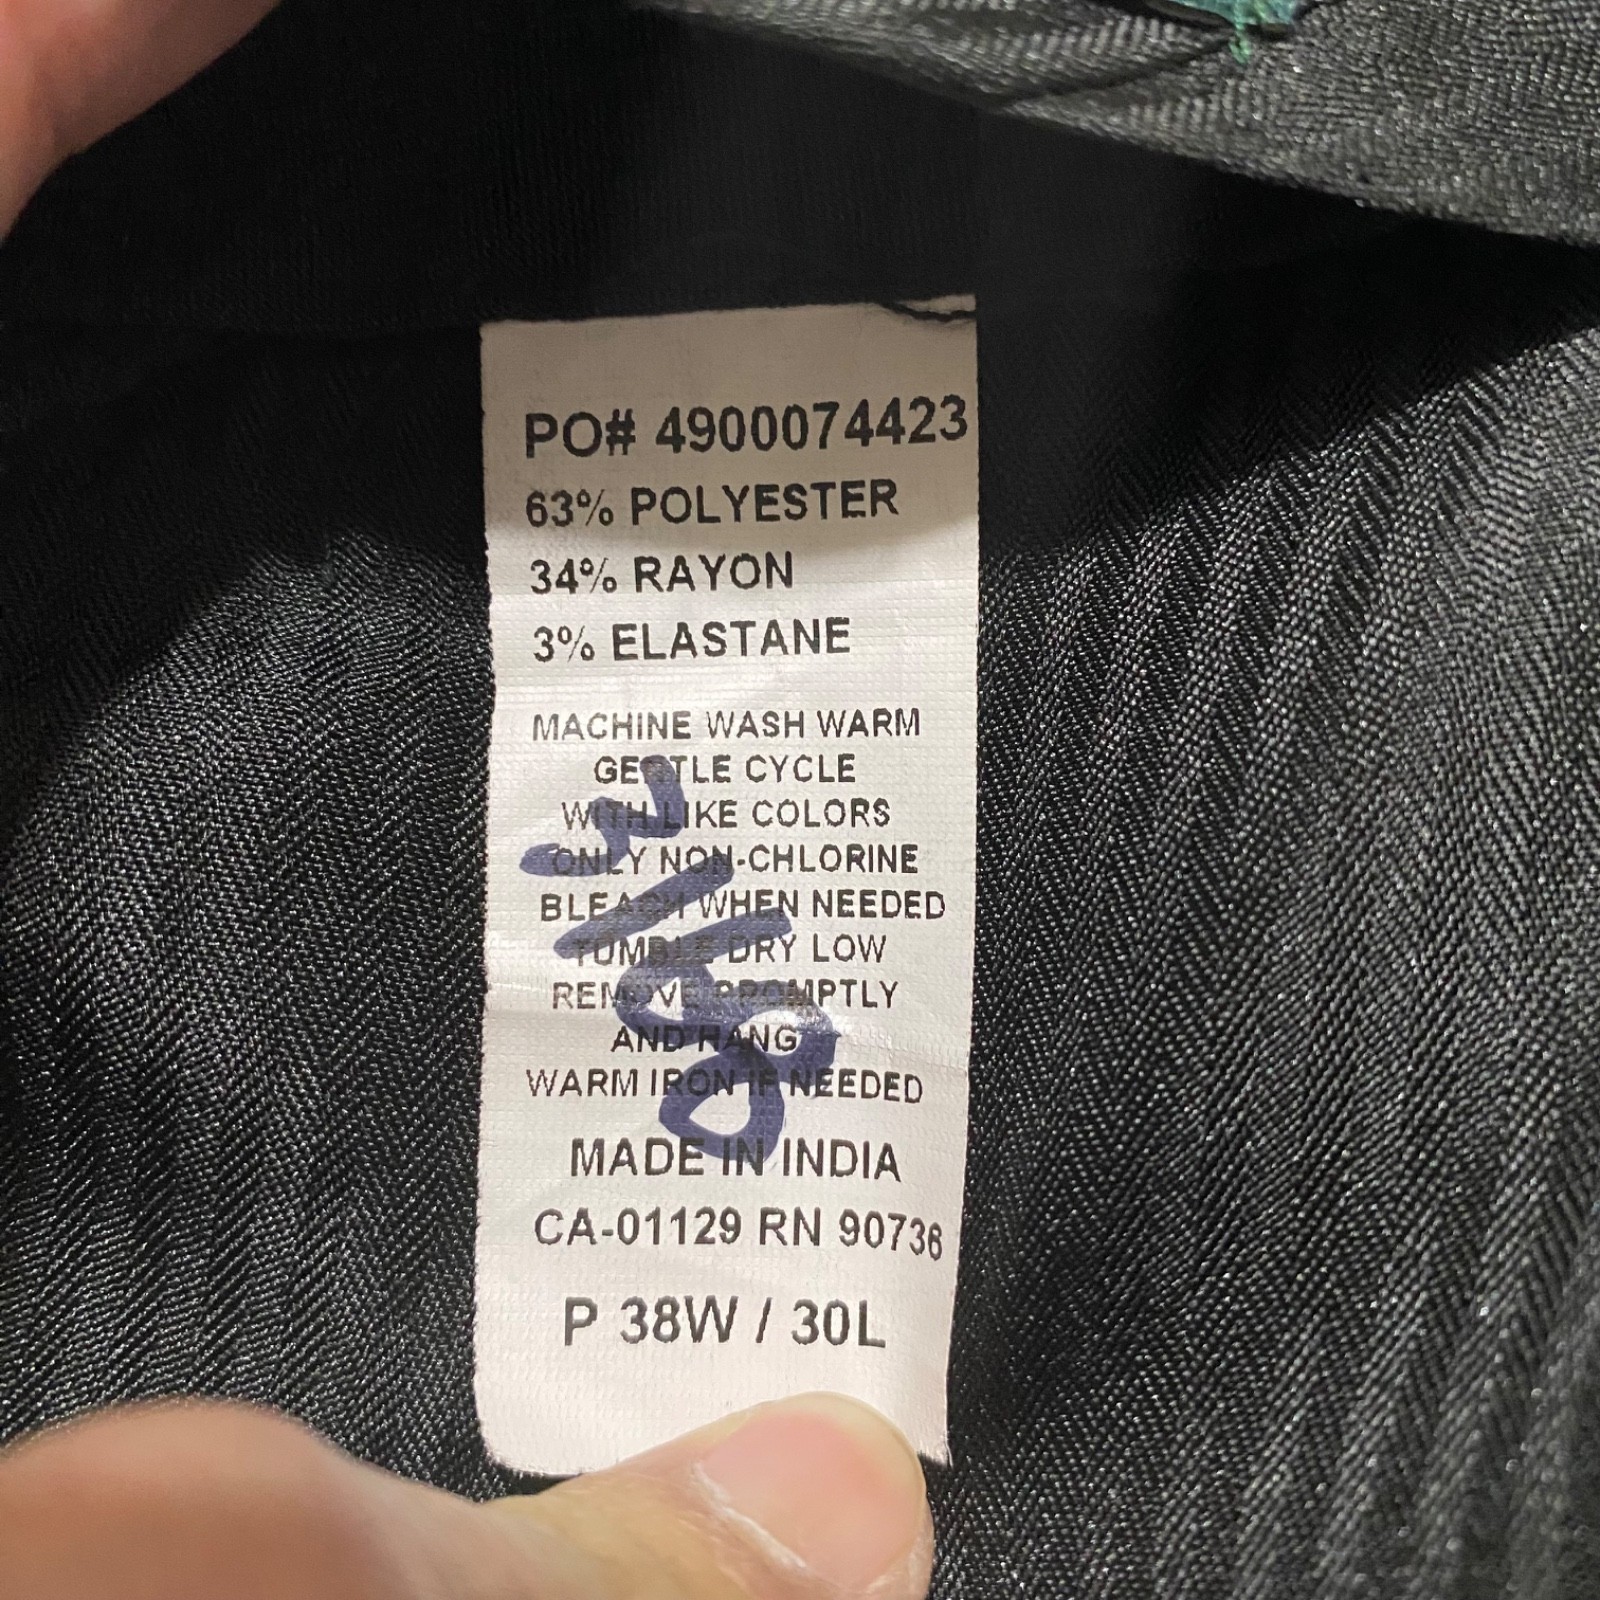 PO# 4900074423
63% POLYESTER
34% RAYON
3% ELASTANE
MACHINE WASH WARM
GENTLE CYCLE
WITH LIKE COLORS
ONLY NON-CHLORINE
BLEACH WHEN NEEDED
TUMBLE DRY LOW
REMOVE PROMPTLY
AND HANG
WARM IRON IF NEEDED
MADE IN INDIA
CA-01129 RN 90736
P 38W / 30L